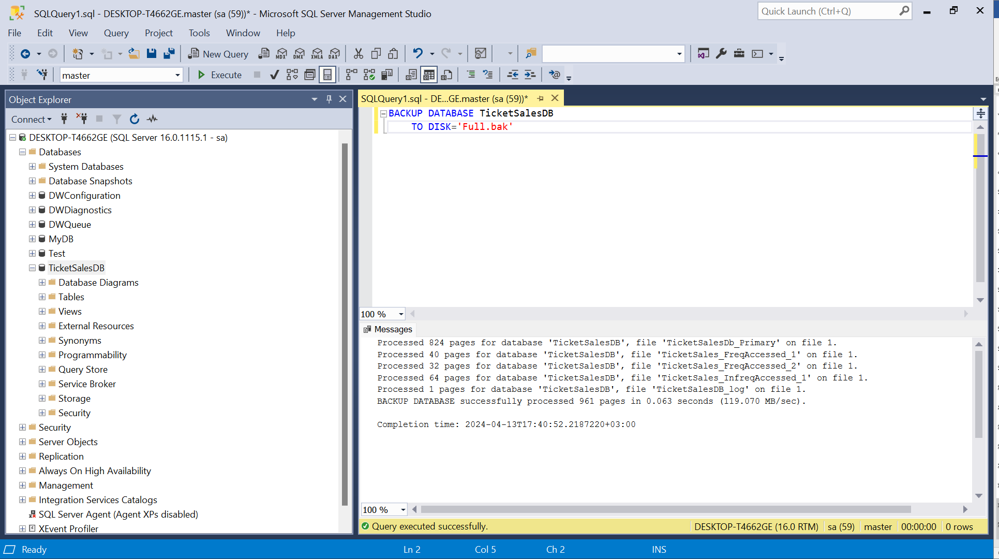 SQLQuery1.sql - DESKTOP-T4662GE.master (sa (59))* - Microsoft SQL Server Management Studio
Quick Launch (Ctrl+Q)
File Edit View Query Project Tools Window Help
New Query MDX DMX XMLA DAX
master Execute
Object Explorer
Connect
DESKTOP-T4662GE (SQL Server 16.0.1115.1 - sa)
Databases
System Databases
Database Snapshots
DWConfiguration
DWDiagnostics
DWQueue
MyDB
Test
TicketSalesDB
Database Diagrams
Tables
Views
External Resources
Synonyms
Programmability
Query Store
Service Broker
Storage
Security
Security
Server Objects
Replication
Always On High Availability
Management
Integration Services Catalogs
SQL Server Agent (Agent XPs disabled)
XEvent Profiler
SQLQuery1.sql - DE...GE.master (sa (59))*
BACKUP DATABASE TicketSalesDB
TO DISK='Full.bak'
100 %
Messages
Processed 824 pages for database 'TicketSalesDB', file 'TicketSalesDb_Primary' on file 1.
Processed 40 pages for database 'TicketSalesDB', file 'TicketSales_FreqAccessed_1' on file 1.
Processed 32 pages for database 'TicketSalesDB', file 'TicketSales_FreqAccessed_2' on file 1.
Processed 64 pages for database 'TicketSalesDB', file 'TicketSales_InfreqAccessed_1' on file 1.
Processed 1 pages for database 'TicketSalesDB', file 'TicketSalesDB_log' on file 1.
BACKUP DATABASE successfully processed 961 pages in 0.063 seconds (119.070 MB/sec).
Completion time: 2024-04-13T17:40:52.2187220+03:00
100 %
Query executed successfully. DESKTOP-T4662GE (16.0 RTM) sa (59) master 00:00:00 0 rows
Ready Ln 2 Col 5 Ch 2 INS